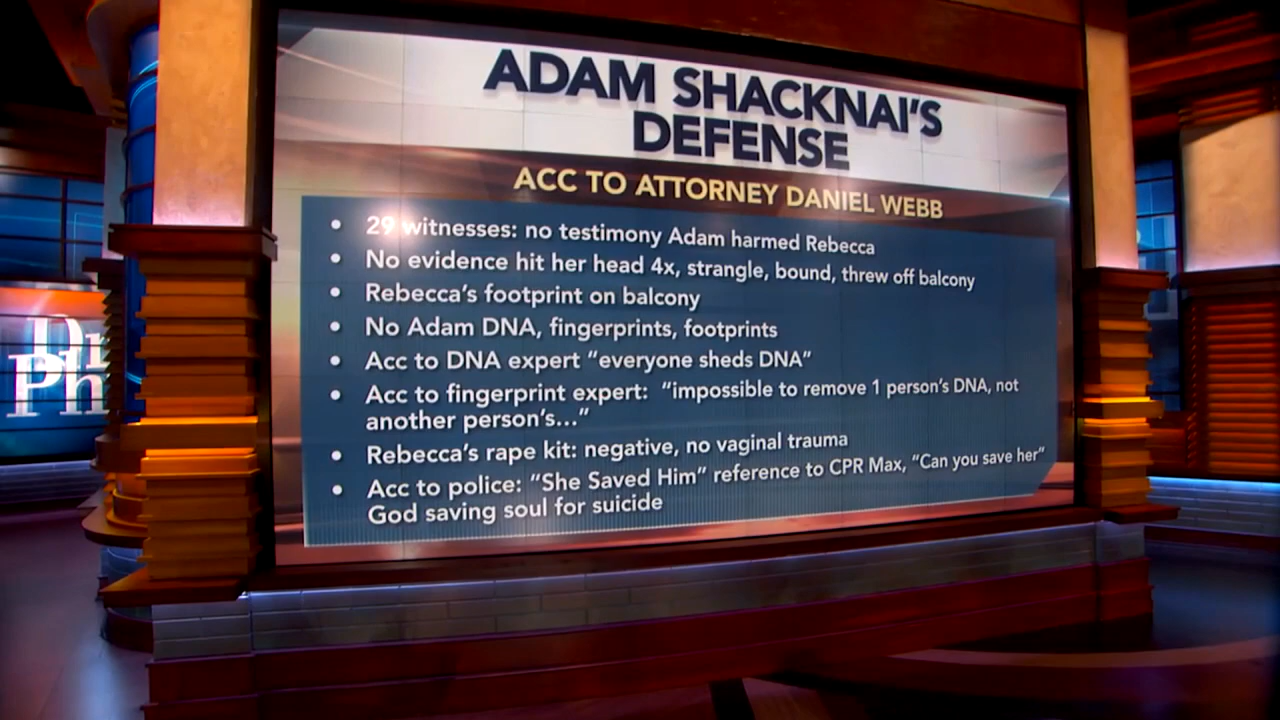 ADAM SHACKNAI'S
DEFENSE
ACC TO ATTORNEY DANIEL WEBB
• 29 witnesses: no testimony Adam harmed Rebecca
• No evidence hit her head 4x, strangle, bound, threw off balcony
• Rebecca's footprint on balcony
• No Adam DNA, fingerprints, footprints
• Acc to DNA expert "everyone sheds DNA"
• Acc to fingerprint expert: "impossible to remove 1 person's DNA, not
another person's..."
• Rebecca's rape kit: negative, no vaginal trauma
• Acc to police: "She Saved Him" reference to CPR Max, "Can you save her"
God saving soul for suicide
Dr
Ph